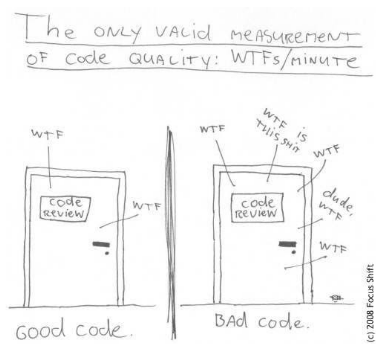 The ONLY VALID MEASUREMENT
OF Code QUALITY: WTFs/MINUTE
WTF
code
REVIEW
WTF
Good code.
WTF
WTF is
THIS shit
WTF
code
REVIEW
dude,
WTF
WTF
BAd code.
(c) 2008 Focus Shift